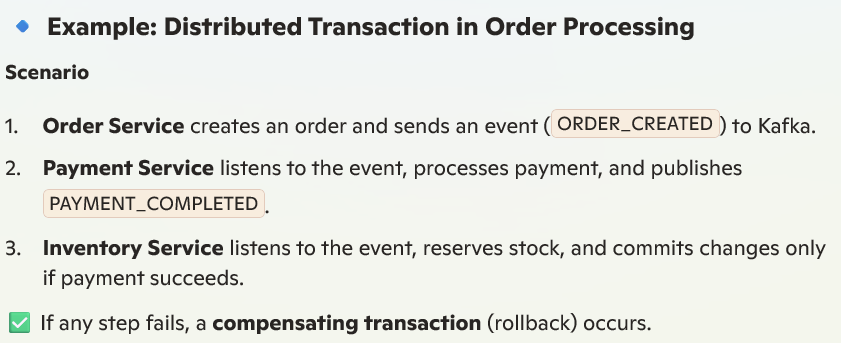 🔹 Example: Distributed Transaction in Order Processing
Scenario
1. Order Service creates an order and sends an event (ORDER_CREATED) to Kafka.
2. Payment Service listens to the event, processes payment, and publishes
PAYMENT_COMPLETED.
3. Inventory Service listens to the event, reserves stock, and commits changes only
if payment succeeds.
✅ If any step fails, a compensating transaction (rollback) occurs.